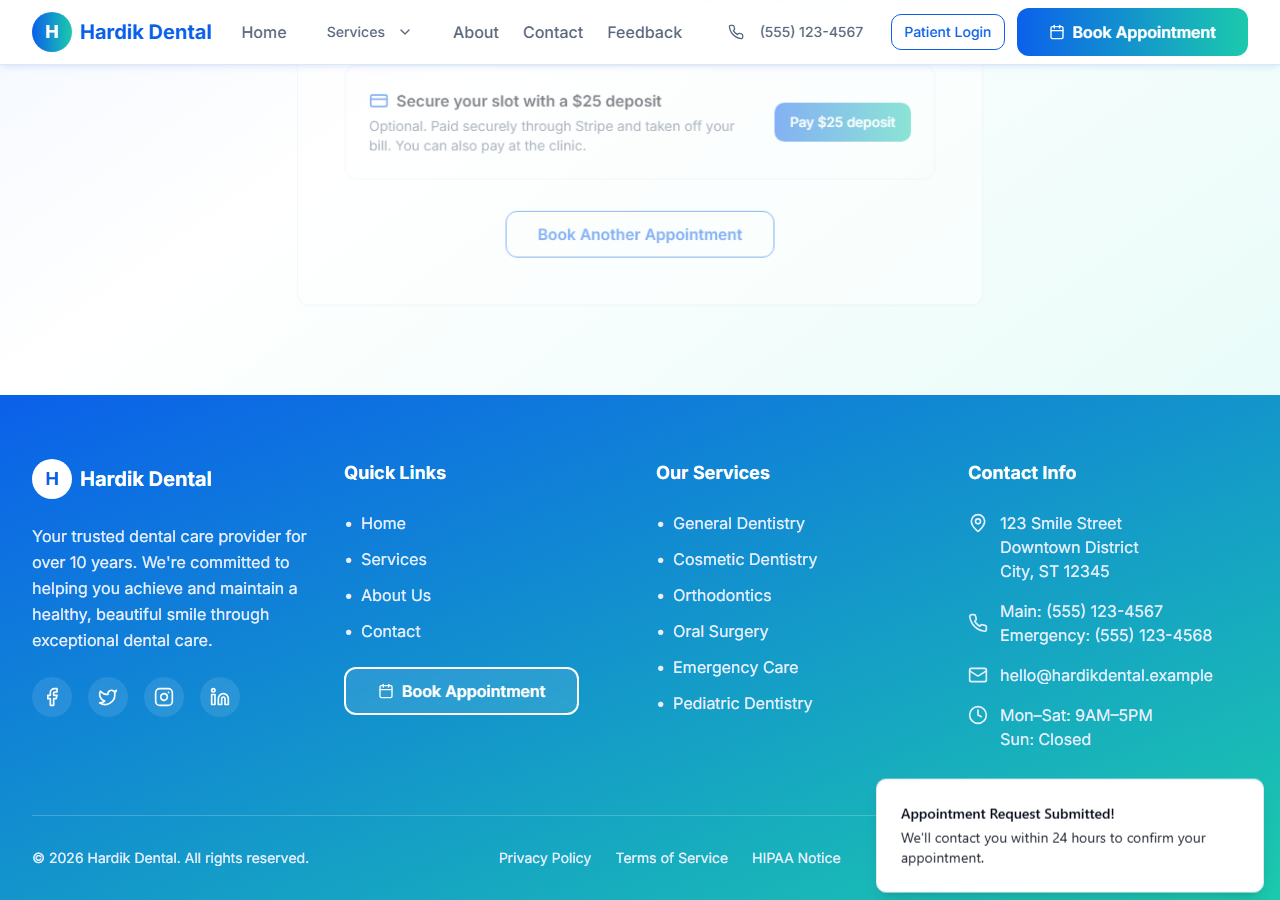 H Hardik Dental Home Services About Contact Feedback (555) 123-4567 Patient Login Book Appointment
Secure your slot with a $25 deposit
Optional. Paid securely through Stripe and taken off your
bill. You can also pay at the clinic.
Pay $25 deposit
Book Another Appointment
H Hardik Dental
Your trusted dental care provider for
over 10 years. We're committed to
helping you achieve and maintain a
healthy, beautiful smile through
exceptional dental care.
Quick Links
• Home
• Services
• About Us
• Contact
Book Appointment
Our Services
• General Dentistry
• Cosmetic Dentistry
• Orthodontics
• Oral Surgery
• Emergency Care
• Pediatric Dentistry
Contact Info
123 Smile Street
Downtown District
City, ST 12345
Main: (555) 123-4567
Emergency: (555) 123-4568
hello@hardikdental.example
Mon–Sat: 9AM–5PM
Sun: Closed
© 2026 Hardik Dental. All rights reserved.
Privacy Policy Terms of Service HIPAA Notice
Appointment Request Submitted!
We'll contact you within 24 hours to confirm your
appointment.